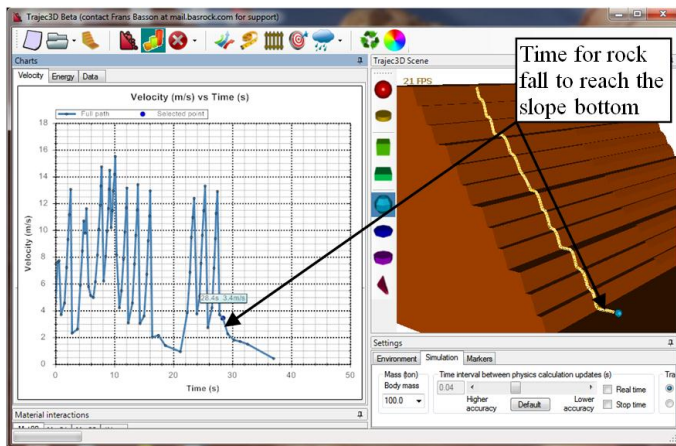 Trajec3D Beta (contact Frans Basson at mail.basrock.com for support)
Charts
Velocity Energy Data
Velocity (m/s) vs Time (s)
Full path Selected point
18
16
14
12
10
8
6
4
2
0
Velocity (m/s)
28.4s 3.4m/s
0 10 20 30 40 50
Time (s)
Material interactions
Trajec3D Scene
21 FPS
Time for rock
fall to reach the
slope bottom
Settings
Environment Simulation Markers
Mass (ton)
Body mass
100.0
Time interval between physics calculation updates (s)
0.04
Higher
accuracy
Default
Lower
accuracy
Real time
Stop time
Tra